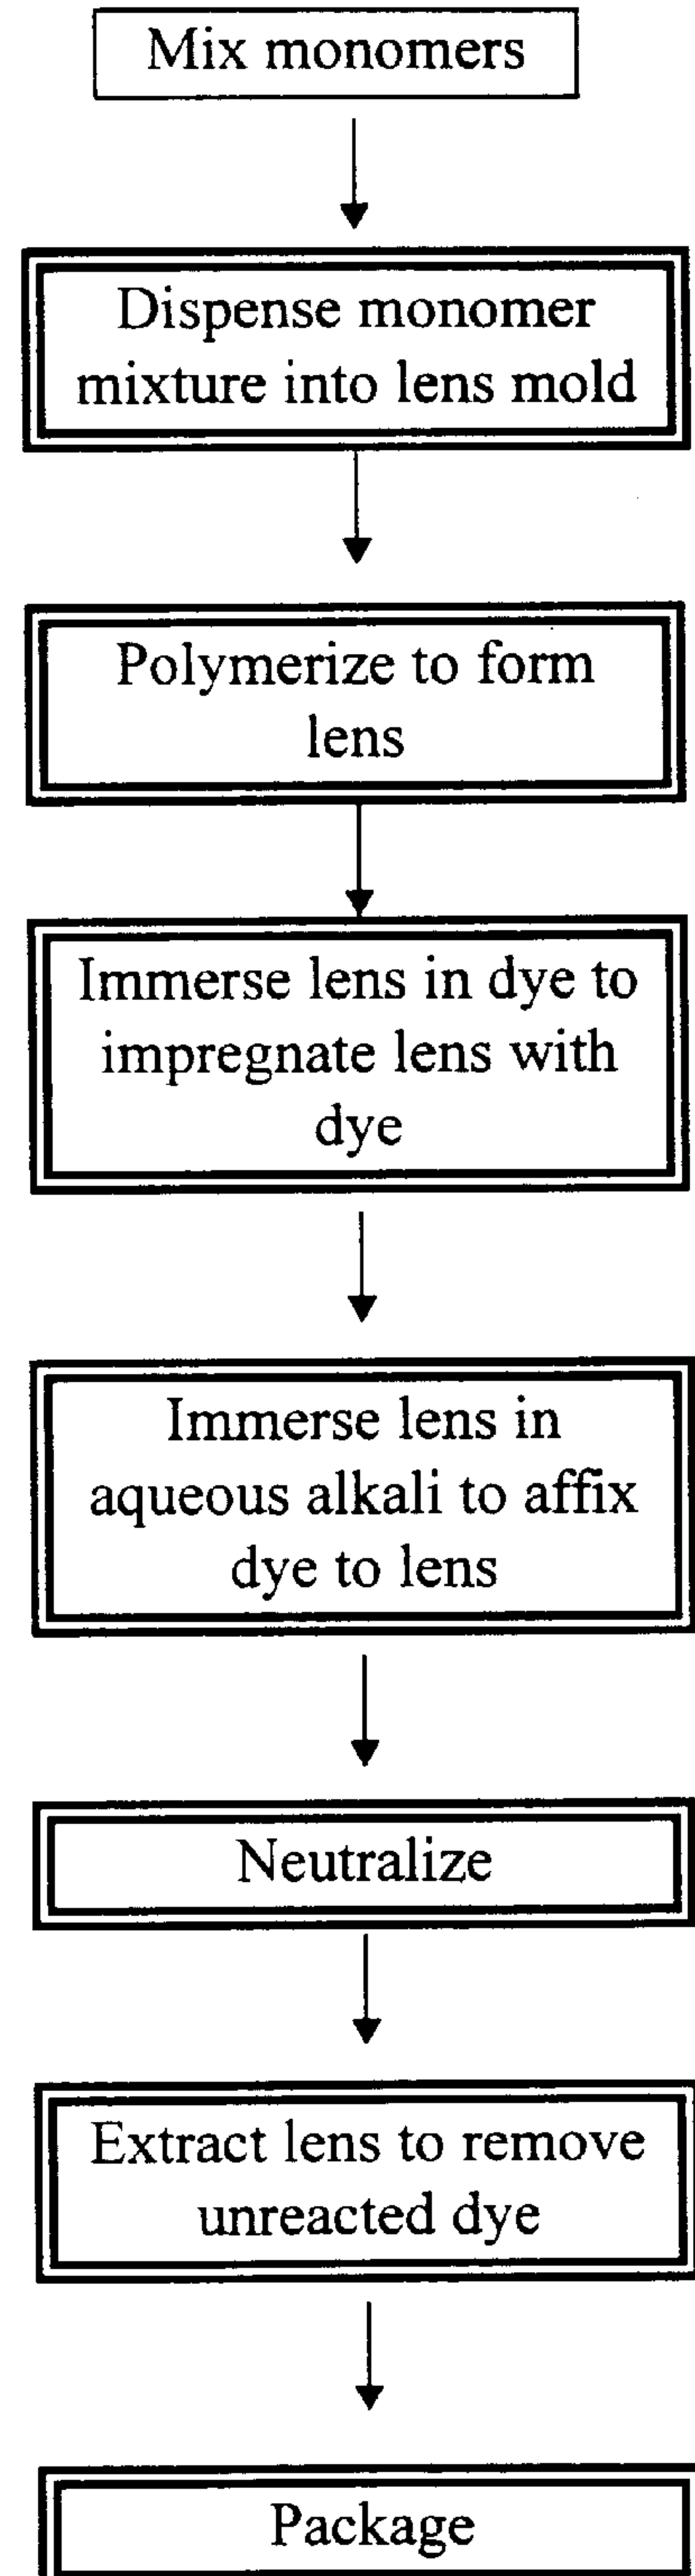 Mix monomers
Dispense monomer
mixture into lens mold
Polymerize to form
lens
Immerse lens in dye to
impregnate lens with
dye
Immerse lens in
aqueous alkali to affix
dye to lens
Neutralize
Extract lens to remove
unreacted dye
Package